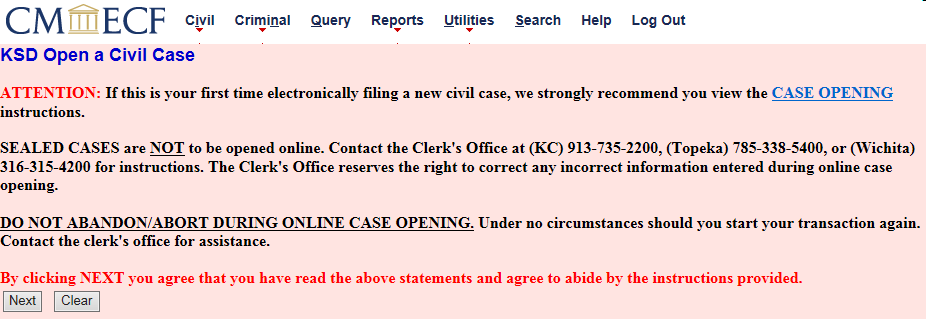 CM ECF Civil Criminal Query Reports Utilities Search Help Log Out
KSD Open a Civil Case
ATTENTION: If this is your first time electronically filing a new civil case, we strongly recommend you view the CASE OPENING
instructions.
SEALED CASES are NOT to be opened online. Contact the Clerk's Office at (KC) 913-735-2200, (Topeka) 785-338-5400, or (Wichita)
316-315-4200 for instructions. The Clerk's Office reserves the right to correct any incorrect information entered during online case
opening.
DO NOT ABANDON/ABORT DURING ONLINE CASE OPENING. Under no circumstances should you start your transaction again.
Contact the clerk's office for assistance.
By clicking NEXT you agree that you have read the above statements and agree to abide by the instructions provided.
Next Clear